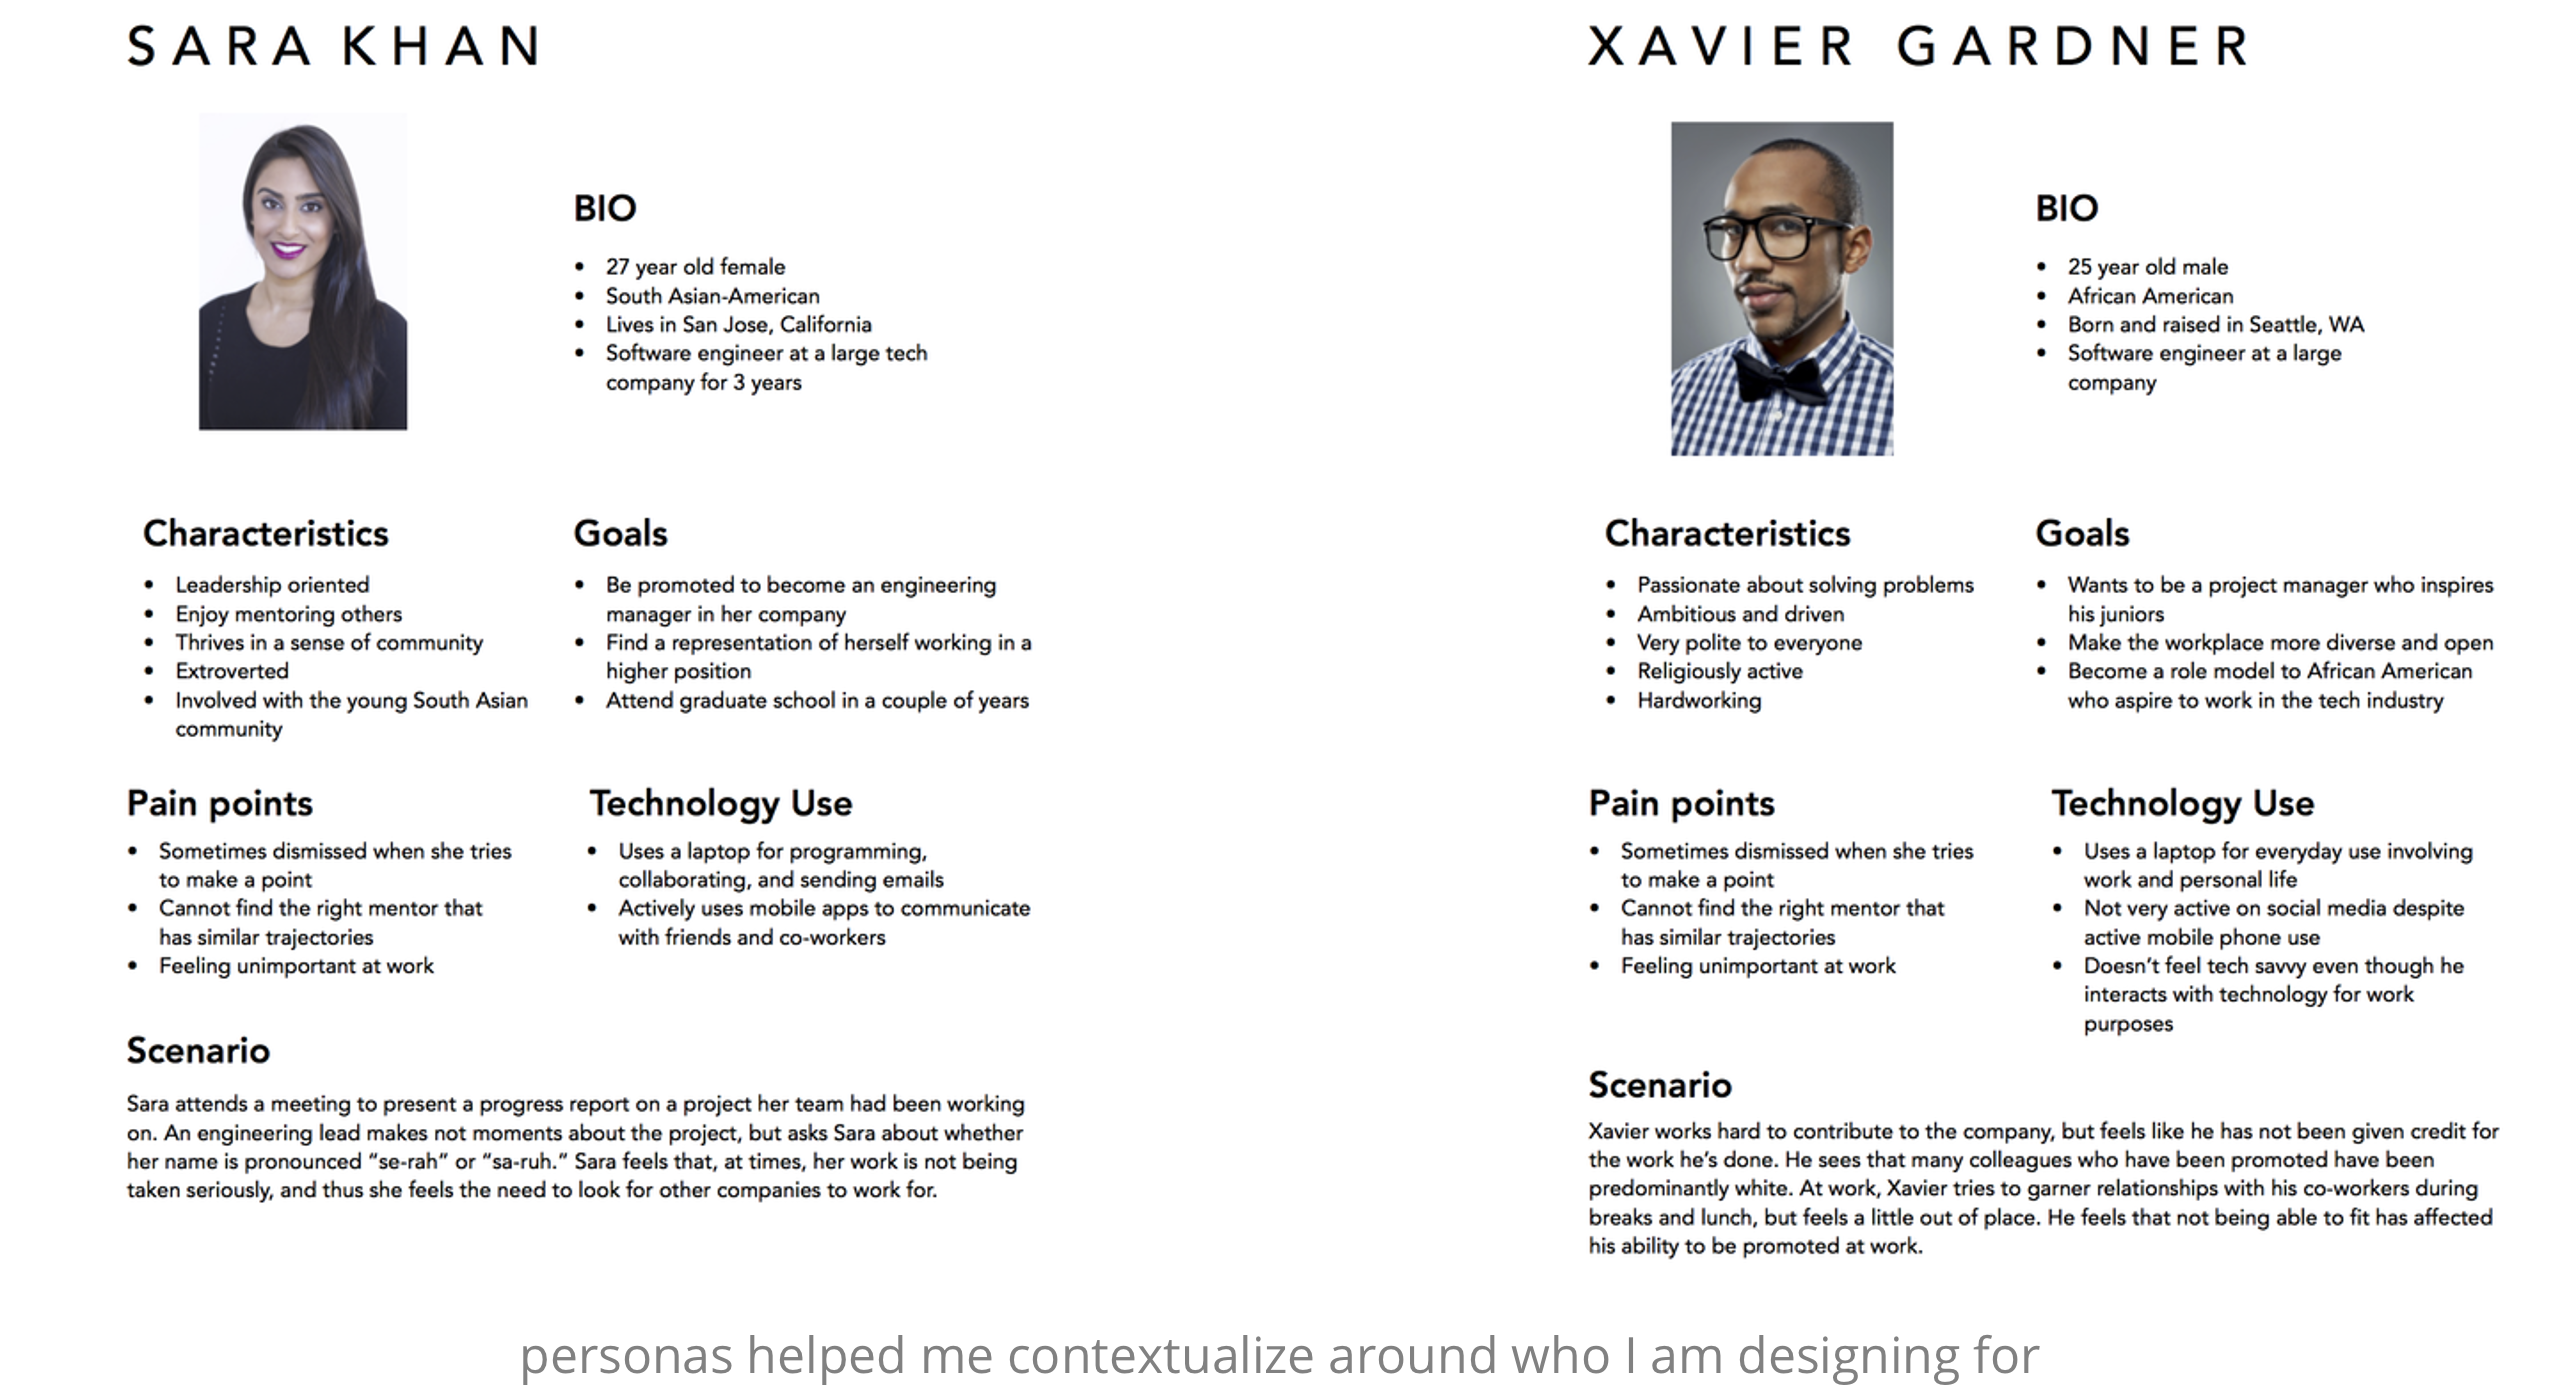 SARA KHAN
BIO
• 27 year old female
• South Asian-American
• Lives in San Jose, California
• Software engineer at a large tech
company for 3 years
Characteristics
• Leadership oriented
• Enjoy mentoring others
• Thrives in a sense of community
• Extroverted
• Involved with the young South Asian
community
Goals
• Be promoted to become an engineering
manager in her company
• Find a representation of herself working in a
higher position
• Attend graduate school in a couple of years
Pain points
• Sometimes dismissed when she tries
to make a point
• Cannot find the right mentor that
has similar trajectories
• Feeling unimportant at work
Technology Use
• Uses a laptop for programming,
collaborating, and sending emails
• Actively uses mobile apps to communicate
with friends and co-workers
Scenario
Sara attends a meeting to present a progress report on a project her team had been working
on. An engineering lead makes not moments about the project, but asks Sara about whether
her name is pronounced “se-rah” or “sa-ruh.” Sara feels that, at times, her work is not being
taken seriously, and thus she feels the need to look for other companies to work for.
XAVIER GARDNER
BIO
• 25 year old male
• African American
• Born and raised in Seattle, WA
• Software engineer at a large
company
Characteristics
• Passionate about solving problems
• Ambitious and driven
• Very polite to everyone
• Religiously active
• Hardworking
Goals
• Wants to be a project manager who inspires
his juniors
• Make the workplace more diverse and open
• Become a role model to African American
who aspire to work in the tech industry
Pain points
• Sometimes dismissed when she tries
to make a point
• Cannot find the right mentor that
has similar trajectories
• Feeling unimportant at work
Technology Use
• Uses a laptop for everyday use involving
work and personal life
• Not very active on social media despite
active mobile phone use
• Doesn’t feel tech savvy even though he
interacts with technology for work
purposes
Scenario
Xavier works hard to contribute to the company, but feels like he has not been given credit for
the work he’s done. He sees that many colleagues who have been promoted have been
predominantly white. At work, Xavier tries to garner relationships with his co-workers during
breaks and lunch, but feels a little out of place. He feels that not being able to fit has affected
his ability to be promoted at work.
personas helped me contextualize around who I am designing for